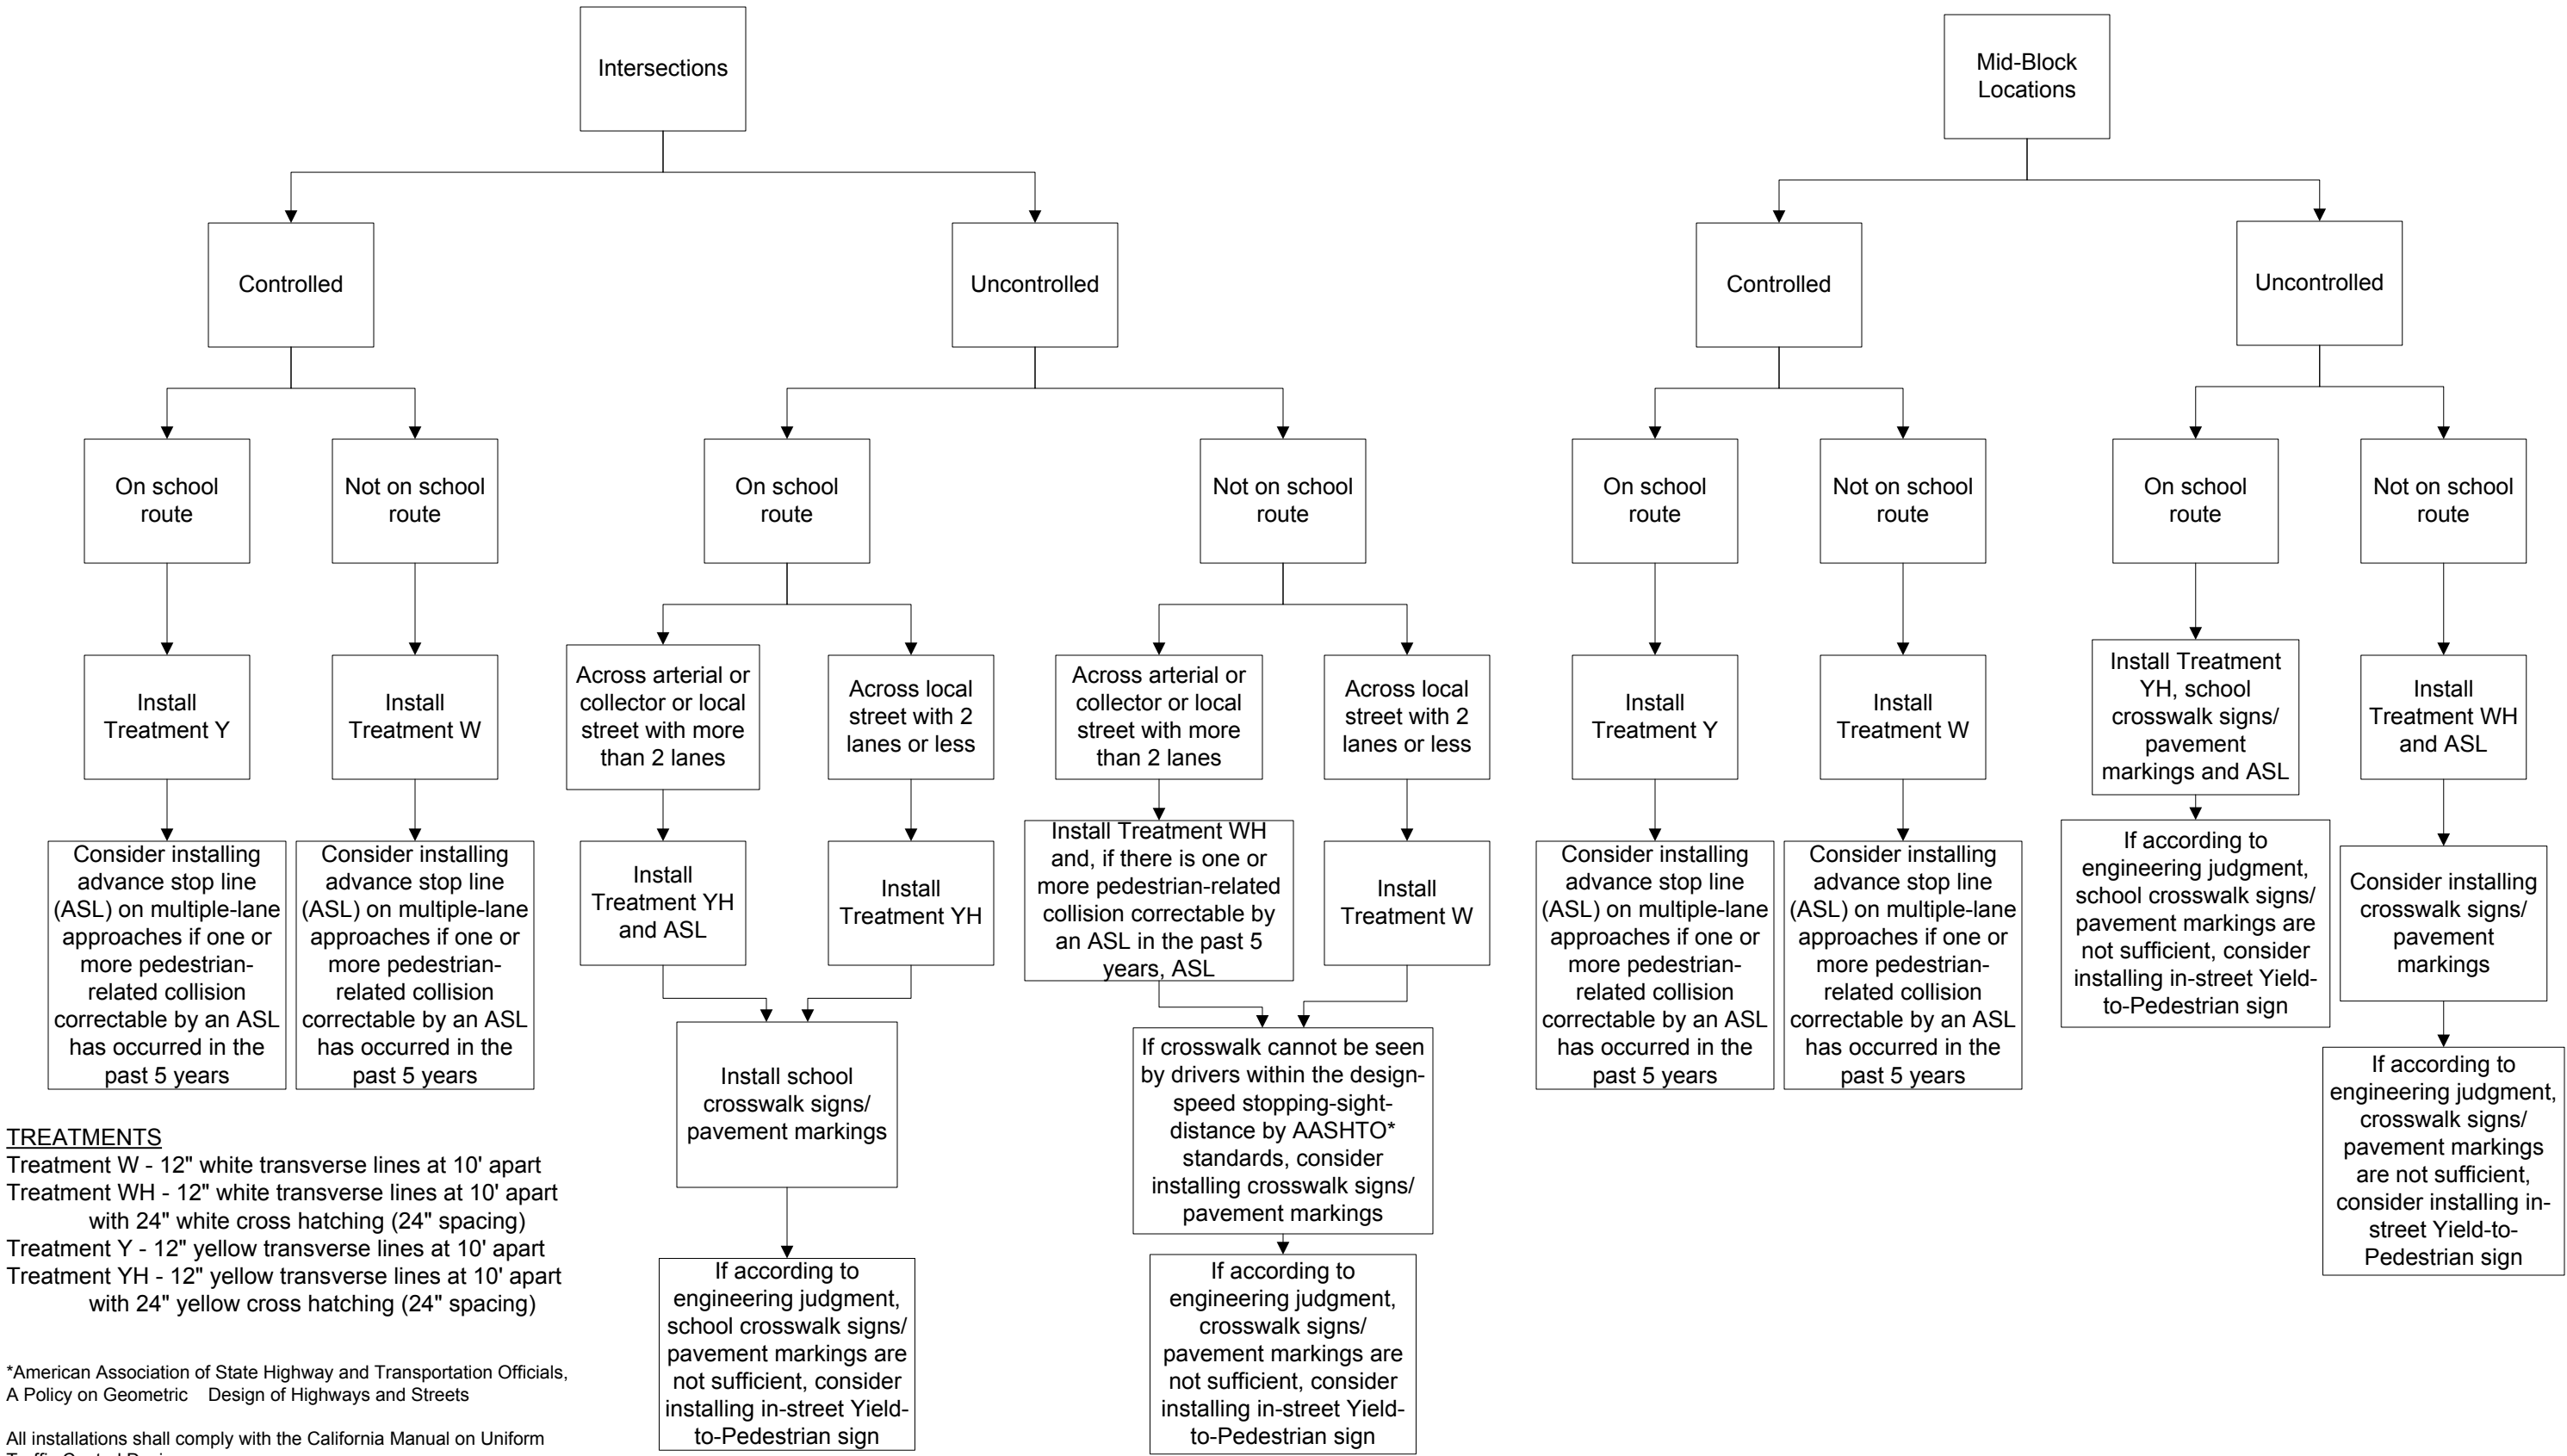 Intersections
Mid-Block
Locations
Controlled
Uncontrolled
Controlled
Uncontrolled
On school
route
Not on school
route
On school
route
Not on school
route
On school
route
Not on school
route
On school
route
Not on school
route
Install
Treatment Y
Install
Treatment W
Across arterial or
collector or local
street with more
than 2 lanes
Across local
street with 2
lanes or less
Across arterial or
collector or local
street with more
than 2 lanes
Across local
street with 2
lanes or less
Install
Treatment Y
Install
Treatment W
Install Treatment
YH, school
crosswalk signs/
pavement
markings and ASL
Install
Treatment WH
and ASL
Consider installing
advance stop line
(ASL) on multiple-lane
approaches if one or
more pedestrian-
related collision
correctable by an ASL
has occurred in the
past 5 years
Consider installing
advance stop line
(ASL) on multiple-lane
approaches if one or
more pedestrian-
related collision
correctable by an ASL
has occurred in the
past 5 years
Install
Treatment YH
and ASL
Install
Treatment YH
Install Treatment WH
and, if there is one or
more pedestrian-related
collision correctable by
an ASL in the past 5
years, ASL
Install
Treatment W
Consider installing
advance stop line
(ASL) on multiple-lane
approaches if one or
more pedestrian-
related collision
correctable by an ASL
has occurred in the
past 5 years
Consider installing
advance stop line
(ASL) on multiple-lane
approaches if one or
more pedestrian-
related collision
correctable by an ASL
has occurred in the
past 5 years
If according to
engineering judgment,
school crosswalk signs/
pavement markings are
not sufficient, consider
installing in-street Yield-
to-Pedestrian sign
Consider installing
crosswalk signs/
pavement
markings
Install school
crosswalk signs/
pavement markings
If crosswalk cannot be seen
by drivers within the design-
speed stopping-sight-
distance by AASHTO*
standards, consider
installing crosswalk signs/
pavement markings
If according to
engineering judgment,
crosswalk signs/
pavement markings
are not sufficient,
consider installing in-
street Yield-to-
Pedestrian sign
If according to
engineering judgment,
school crosswalk signs/
pavement markings are
not sufficient, consider
installing in-street Yield-
to-Pedestrian sign
If according to
engineering judgment,
crosswalk signs/
pavement markings are
not sufficient, consider
installing in-street Yield-
to-Pedestrian sign
TREATMENTS
Treatment W - 12" white transverse lines at 10' apart
Treatment WH - 12" white transverse lines at 10' apart
with 24" white cross hatching (24" spacing)
Treatment Y - 12" yellow transverse lines at 10' apart
Treatment YH - 12" yellow transverse lines at 10' apart
with 24" yellow cross hatching (24" spacing)
*American Association of State Highway and Transportation Officials,
A Policy on Geometric Design of Highways and Streets
All installations shall comply with the California Manual on Uniform